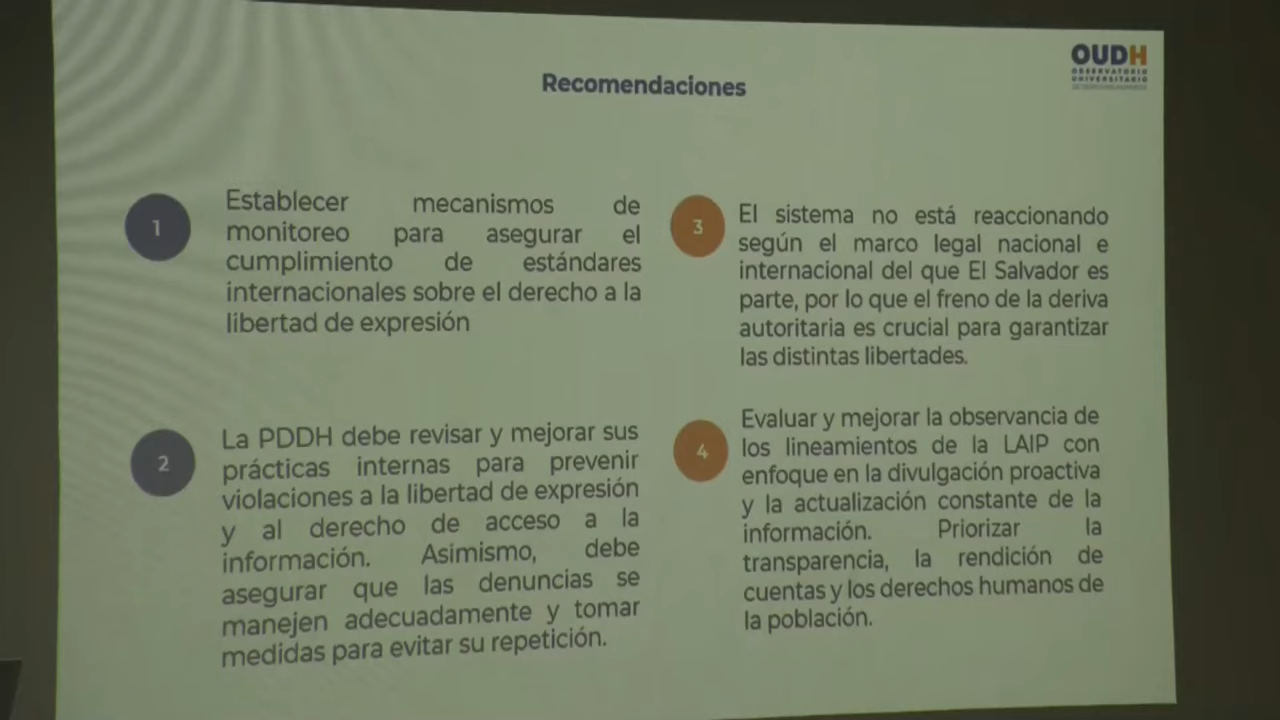 OUDH
OBSERVATORIO
UNIVERSITARIO
Recomendaciones
1
Establecer mecanismos de
monitoreo para asegurar el
cumplimiento de estándares
internacionales sobre el derecho a la
libertad de expresión
2
La PDDH debe revisar y mejorar sus
prácticas internas para prevenir
violaciones a la libertad de expresión
y al derecho de acceso a la
información. Asimismo, debe
asegurar que las denuncias se
manejen adecuadamente y tomar
medidas para evitar su repetición.
3
El sistema no está reaccionando
según el marco legal nacional e
internacional del que El Salvador es
parte, por lo que el freno de la deriva
autoritaria es crucial para garantizar
las distintas libertades.
4
Evaluar y mejorar la observancia de
los lineamientos de la LAIP con
enfoque en la divulgación proactiva
y la actualización constante de la
información. Priorizar la
transparencia, la rendición de
cuentas y los derechos humanos de
la población.